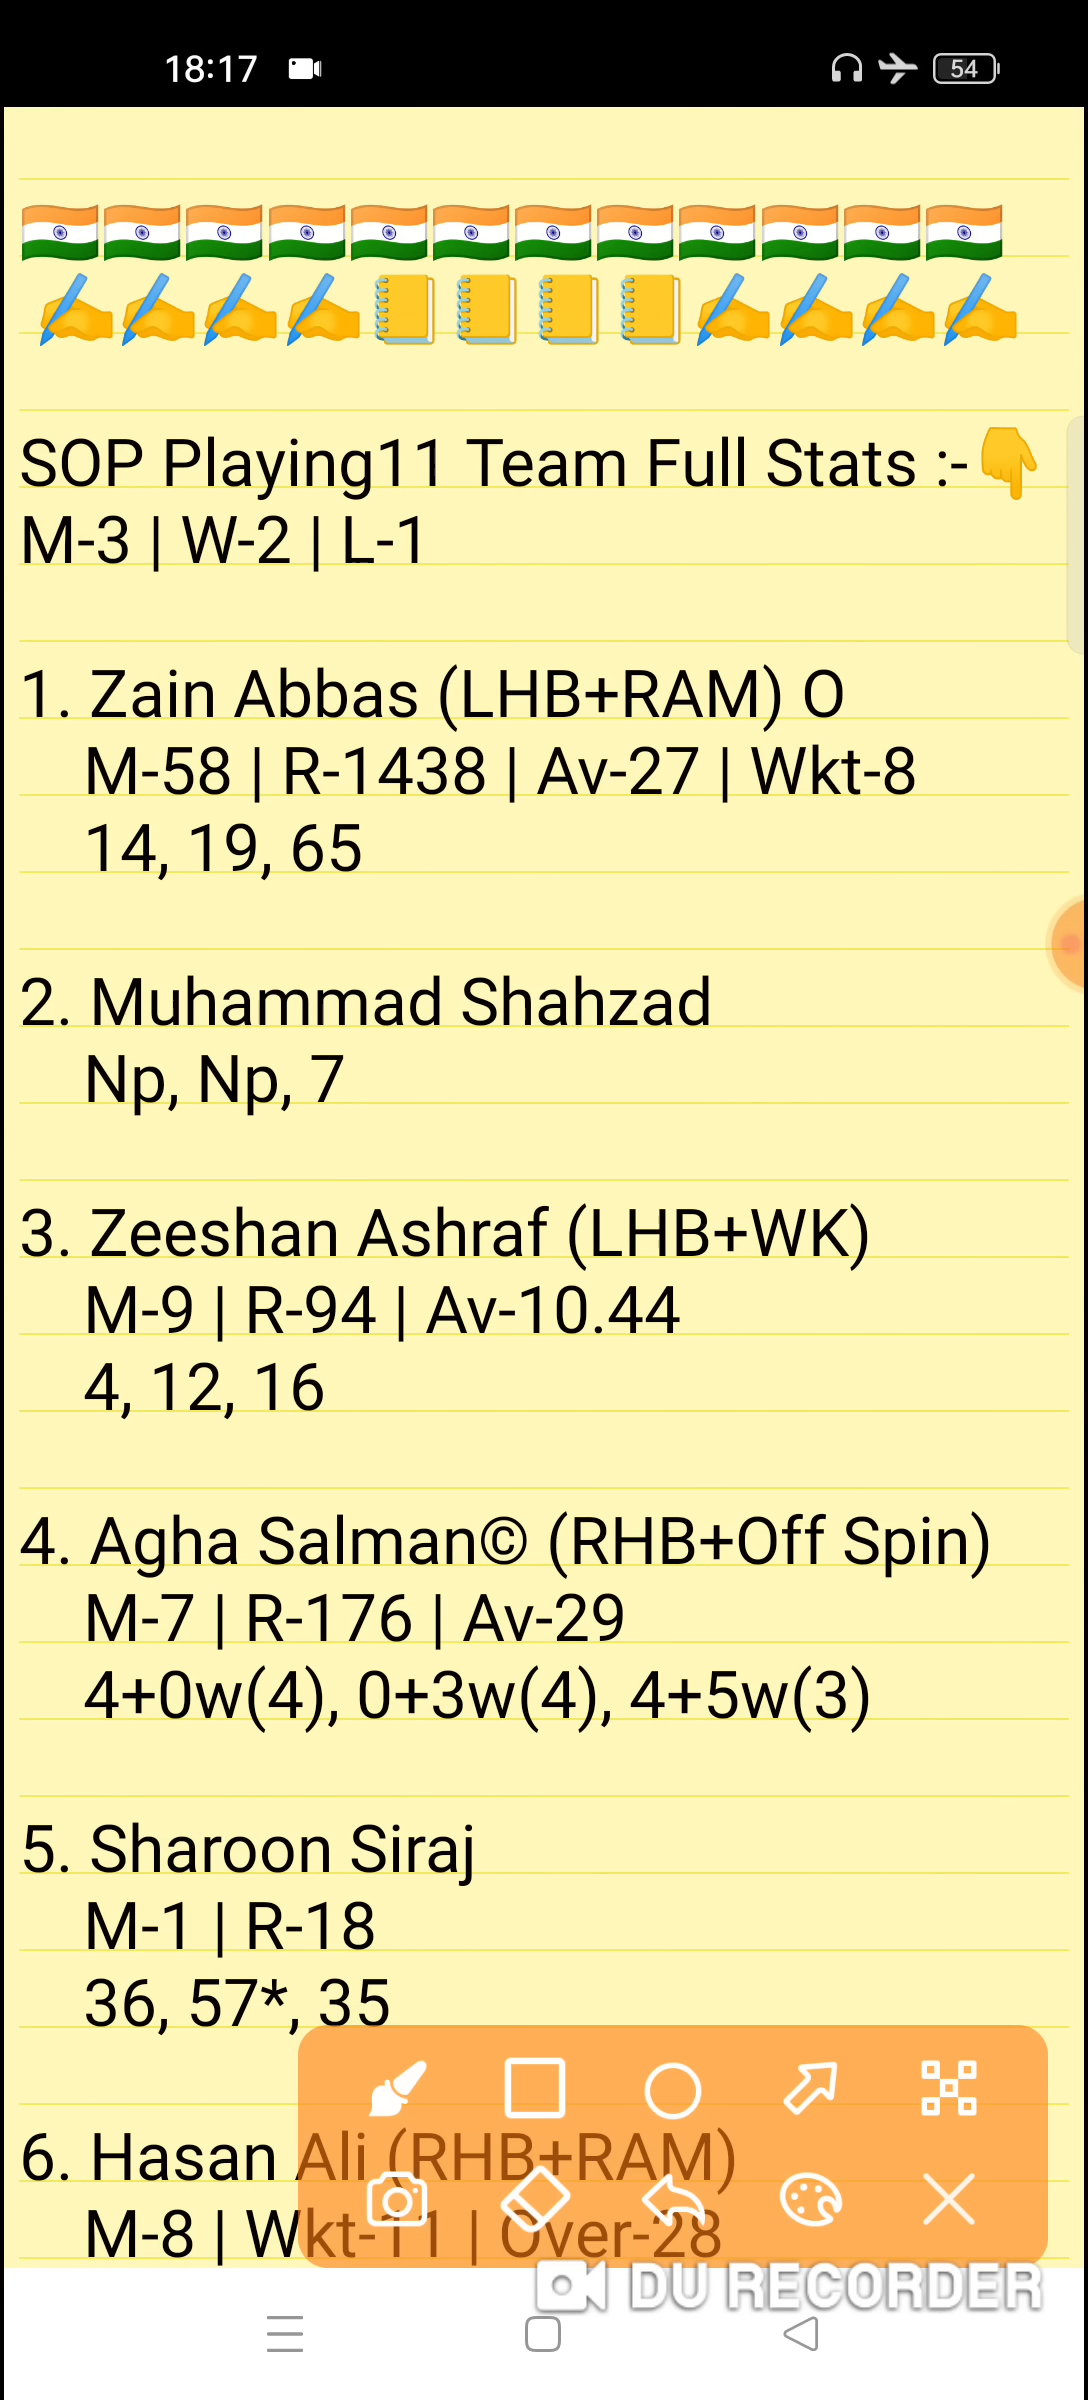 18:17
54
SOP Playing11 Team Full Stats :-👇
M-3 | W-2 | L-1
1. Zain Abbas (LHB+RAM) O
M-58 | R-1438 | Av-27 | Wkt-8
14, 19, 65
2. Muhammad Shahzad
Np, Np, 7
3. Zeeshan Ashraf (LHB+WK)
M-9 | R-94 | Av-10.44
4, 12, 16
4. Agha Salman© (RHB+Off Spin)
M-7 | R-176 | Av-29
4+0w(4), 0+3w(4), 4+5w(3)
5. Sharoon Siraj
M-1 | R-18
36, 57*, 35
6. Hasan Ali (RHB+RAM)
M-8 | Wkt-11 | Over-28
DU RECORDER